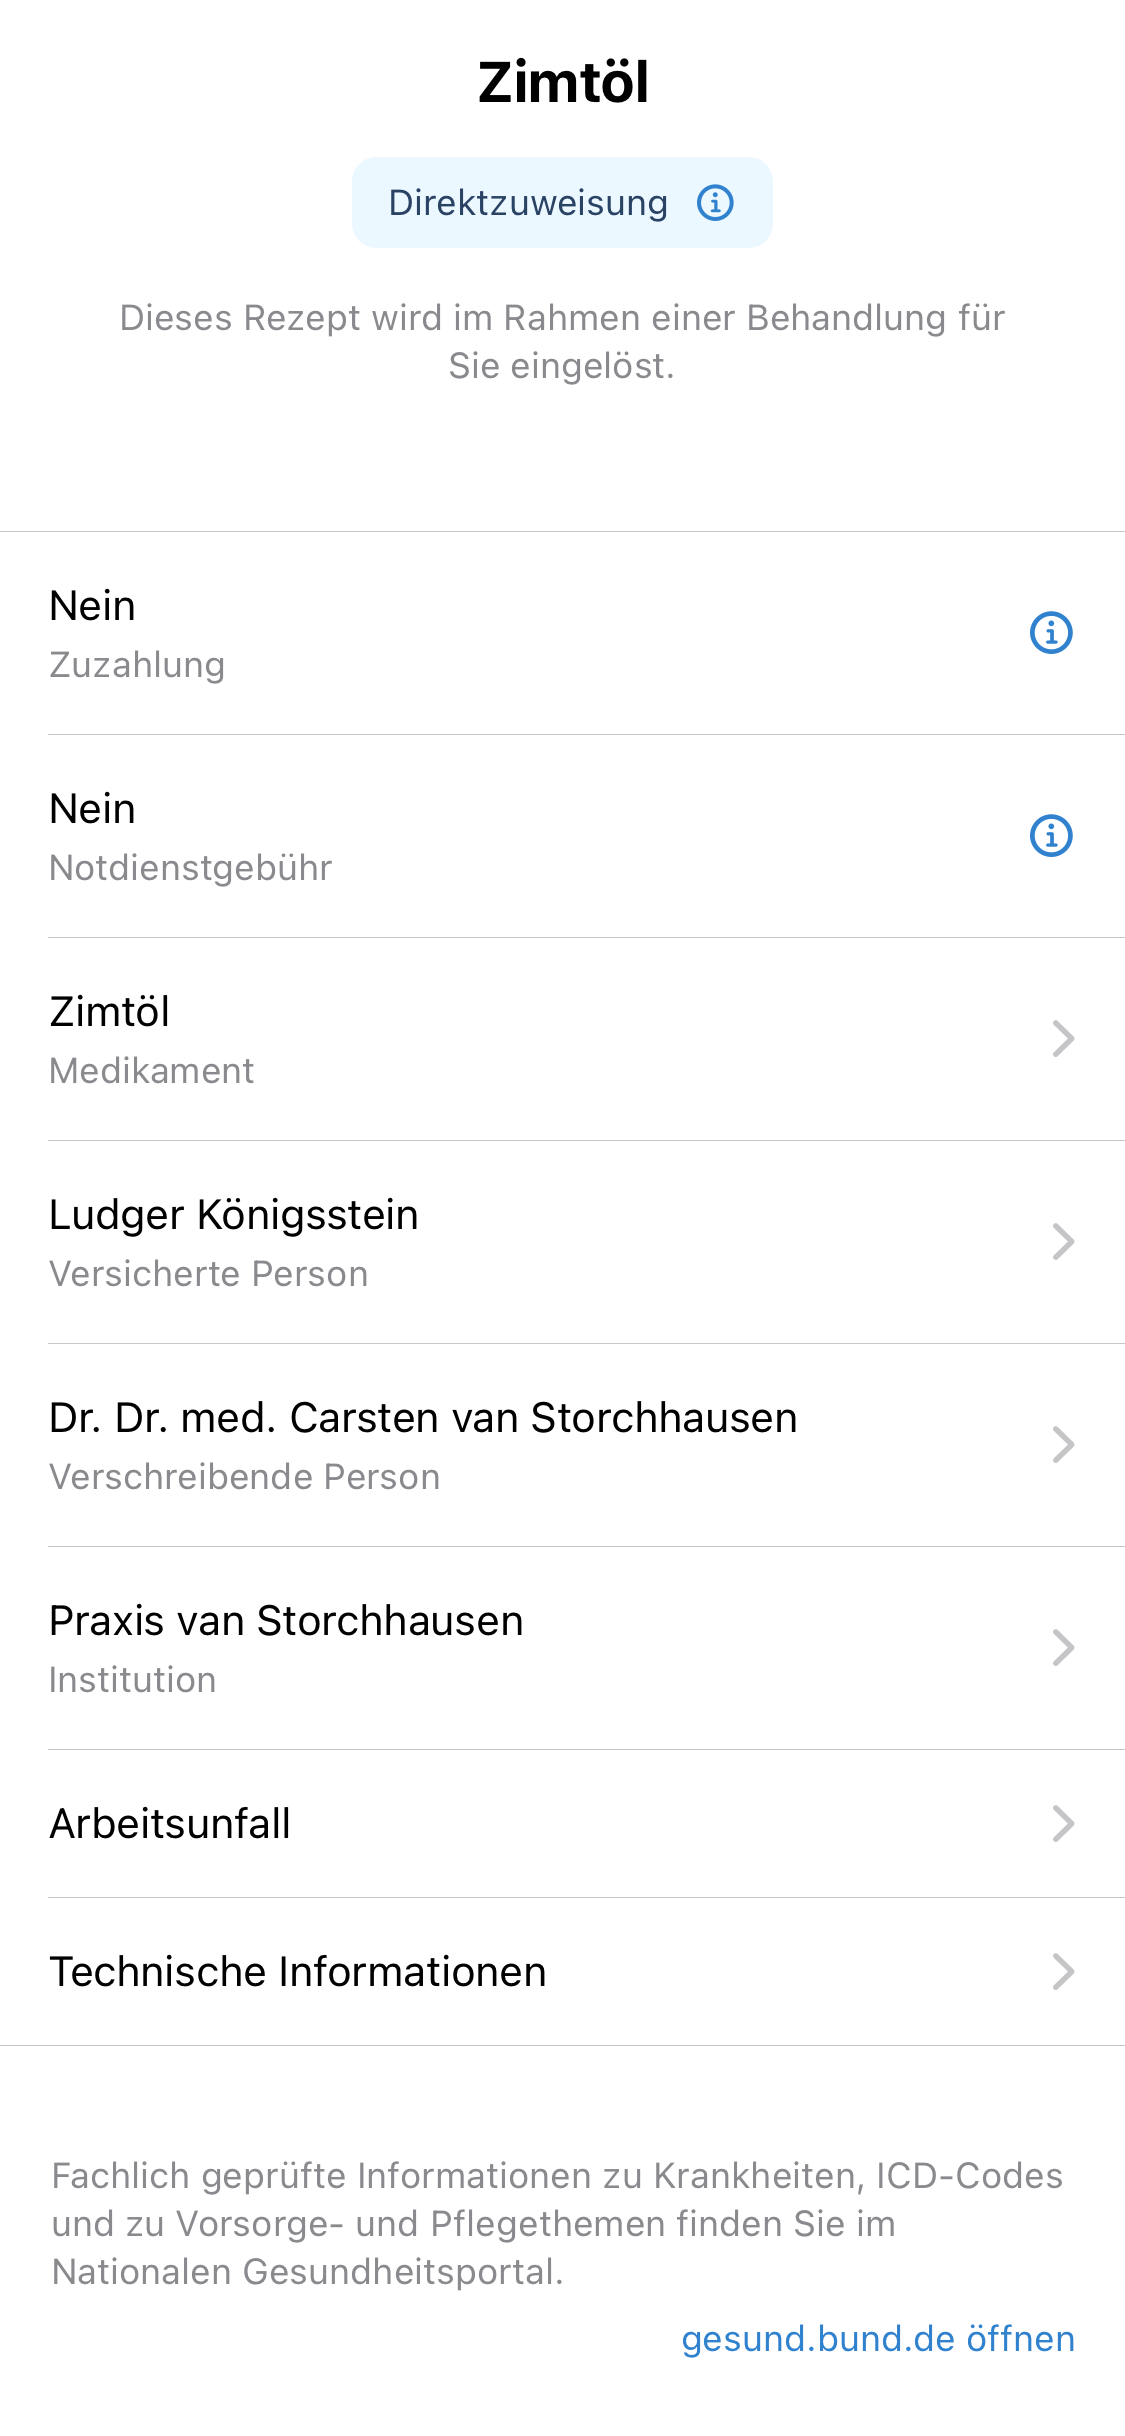 Zimtöl
Direktzuweisung
Dieses Rezept wird im Rahmen einer Behandlung für
Sie eingelöst.
Nein
Zuzahlung
Nein
Notdienstgebühr
Zimtöl
Medikament
Ludger Königsstein
Versicherte Person
Dr. Dr. med. Carsten van Storchhausen
Verschreibende Person
Praxis van Storchhausen
Institution
Arbeitsunfall
Technische Informationen
Fachlich geprüfte Informationen zu Krankheiten, ICD-Codes
und zu Vorsorge- und Pflegethemen finden Sie im
Nationalen Gesundheitsportal.
gesund.bund.de öffnen